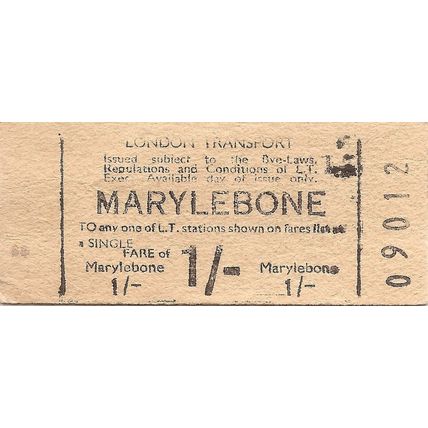 LONDON TRANSPORT
Issued subject to the Bye-Laws,
Regulations and Conditions of L.T.
Exec. Available day of issue only.
MARYLEBONE
TO any one of L.T. stations shown on fares list at
a SINGLE
FARE of
1/-
Marylebone
1/-
Marylebone
1/-
09012